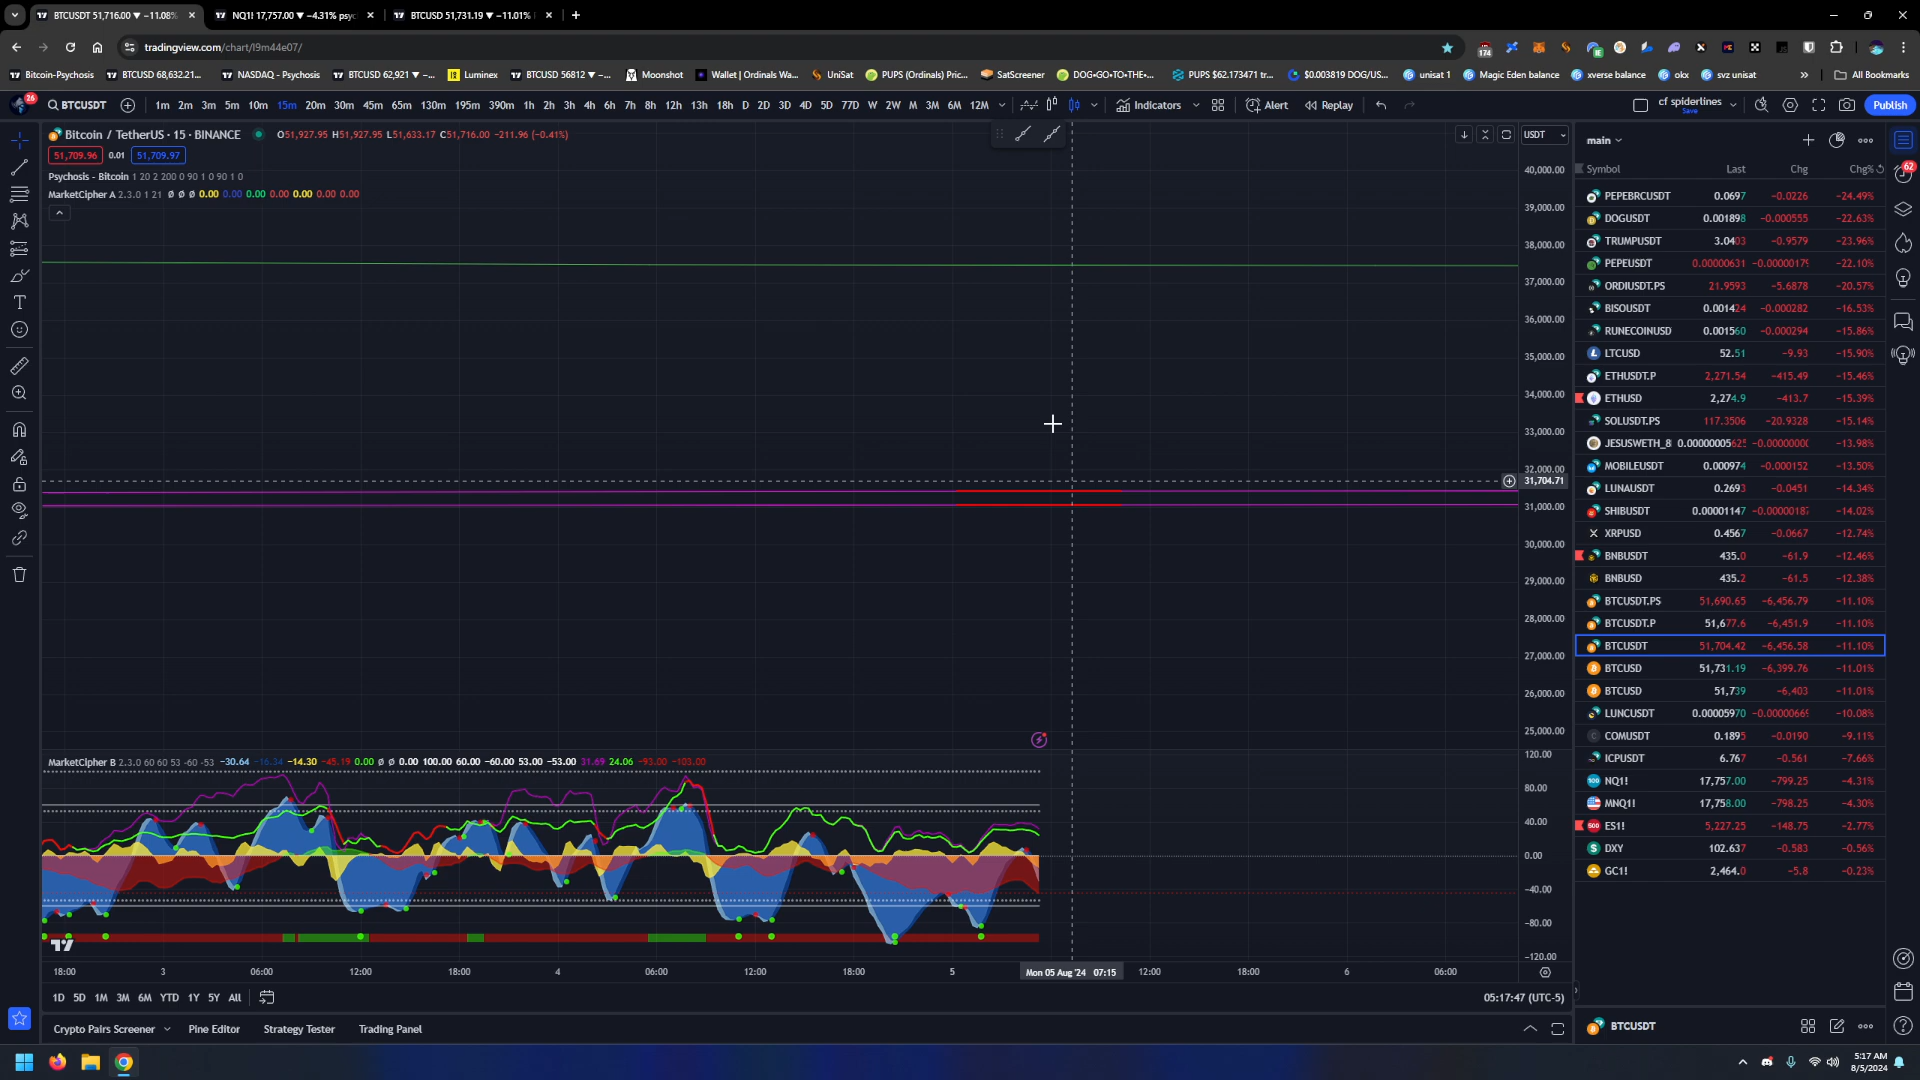 BTCUSDT 51,716.00 ▼ −11.08%
NQ1! 17,757.00 ▼ −4.31% psyc
BTCUSD 51,731.19 ▼ −11.01%
tradingview.com/chart/l9m44e07/
174
Bitcoin-Psychosis
BTCUSD 68,632.21...
NASDAQ - Psychosis
BTCUSD 62,921 ▼ −...
Luminex
BTCUSD 56812 ▼ −...
Moonshot
Wallet | Ordinals Wa...
UniSat
PUPS (Ordinals) Pric...
SatScreener
DOG•GO•TO•THE•...
PUPS $62.173471 tr...
$0.003819 DOG/US...
unisat 1
Magic Eden balance
xverse balance
okx
svz unisat
»
All Bookmarks
26
BTCUSDT
1m 2m 3m 5m 10m 15m 20m 30m 45m 65m 130m 195m 390m 1h 2h 3h 4h 6h 7h 8h 12h 13h 18h D 2D 3D 4D 5D 77D W 2W M 3M 6M 12M
Indicators
Alert
Replay
cf spiderlines
Save
Publish
Bitcoin / TetherUS · 15 · BINANCE
O51,927.95 H51,927.95 L51,633.17 C51,716.00 −211.96 (−0.41%)
51,709.96 0.01 51,709.97
Psychosis - Bitcoin 1 20 2 200 0 90 1 0 90 1 0
MarketCipher A 2.3.0 1 21 ∅ ∅ ∅ 0.00 0.00 0.00 0.00 0.00 0.00 0.00
USDT
40,000.00
39,000.00
38,000.00
37,000.00
36,000.00
35,000.00
34,000.00
33,000.00
32,000.00
31,704.71
31,000.00
30,000.00
29,000.00
28,000.00
27,000.00
26,000.00
25,000.00
MarketCipher B 2.3.0 60 60 53 -60 -53 −30.64 −16.34 −14.30 −45.19 0.00 ∅ ∅ 0.00 100.00 60.00 −60.00 53.00 −53.00 31.69 24.06 −93.00 −103.00
120.00
80.00
40.00
0.00
−40.00
−80.00
−120.00
18:00 3 06:00 12:00 18:00 4 06:00 12:00 18:00 5 Mon 05 Aug '24 07:15 12:00 18:00 6 06:00
1D 5D 1M 3M 6M YTD 1Y 5Y All
05:17:47 (UTC-5)
Crypto Pairs Screener
Pine Editor
Strategy Tester
Trading Panel
main
Symbol Last Chg Chg%
PEPEBRCUSDT 0.0697 −0.0226 −24.49%
DOGUSDT 0.001898 −0.000555 −22.63%
TRUMPUSDT 3.0403 −0.9579 −23.96%
PEPEUSDT 0.00000631 −0.00000179 −22.10%
ORDIUSDT.PS 21.9593 −5.6878 −20.57%
BISOUSDT 0.001424 −0.000282 −16.53%
RUNECOINUSD 0.001560 −0.000294 −15.86%
LTCUSD 52.51 −9.93 −15.90%
ETHUSDT.P 2,271.54 −415.49 −15.46%
ETHUSD 2,274.9 −413.7 −15.39%
SOLUSDT.PS 117.3506 −20.9328 −15.14%
JESUSWETH_8 0.00000005625 −0.0000000 −13.98%
MOBILEUSDT 0.000974 −0.000152 −13.50%
LUNAUSDT 0.2693 −0.0451 −14.34%
SHIBUSDT 0.00001147 −0.00000187 −14.02%
XRPUSD 0.4567 −0.0667 −12.74%
BNBUSDT 435.0 −61.9 −12.46%
BNBUSD 435.2 −61.5 −12.38%
BTCUSDT.PS 51,690.65 −6,456.79 −11.10%
BTCUSDT.P 51,677.6 −6,451.9 −11.10%
BTCUSDT 51,704.42 −6,456.58 −11.10%
BTCUSD 51,731.19 −6,399.76 −11.01%
BTCUSD 51,739 −6,403 −11.01%
LUNCUSDT 0.00005970 −0.00000669 −10.08%
COMUSDT 0.1895 −0.0190 −9.11%
ICPUSDT 6.767 −0.561 −7.66%
NQ1! 17,757.00 −799.25 −4.31%
MNQ1! 17,758.00 −798.25 −4.30%
ES1! 5,227.25 −148.75 −2.77%
DXY 102.637 −0.583 −0.56%
GC1! 2,464.0 −5.8 −0.23%
62
BTCUSDT
5:17 AM
8/5/2024